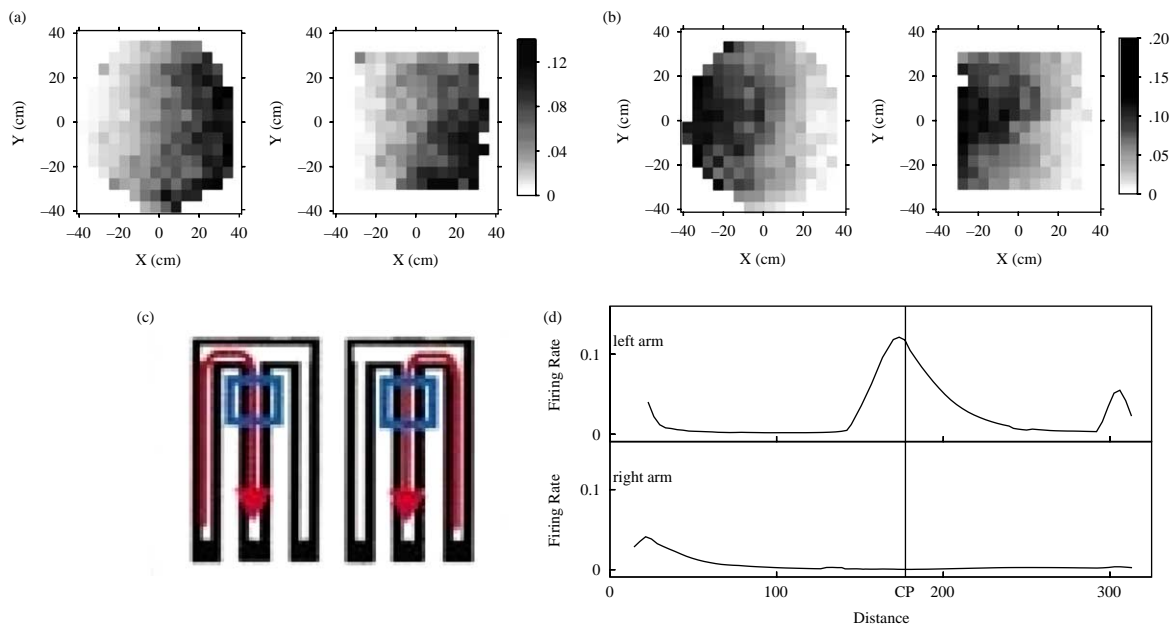 (a)
Y (cm)
40
20
0
–20
–40
–40 –20 0 20 40
X (cm)
40
20
0
–20
–40
Y (cm)
–40 –20 0 20 40
X (cm)
.12
.08
.04
0
(b)
Y (cm)
40
20
0
–20
–40
–40 –20 0 20 40
X (cm)
Y (cm)
40
20
0
–20
–40
–40 –20 0 20 40
X (cm)
.20
.15
.10
.05
0
(c)
(d)
left arm
Firing Rate
0.1
0
right arm
Firing Rate
0.1
0
0 100 CP 200 300
Distance